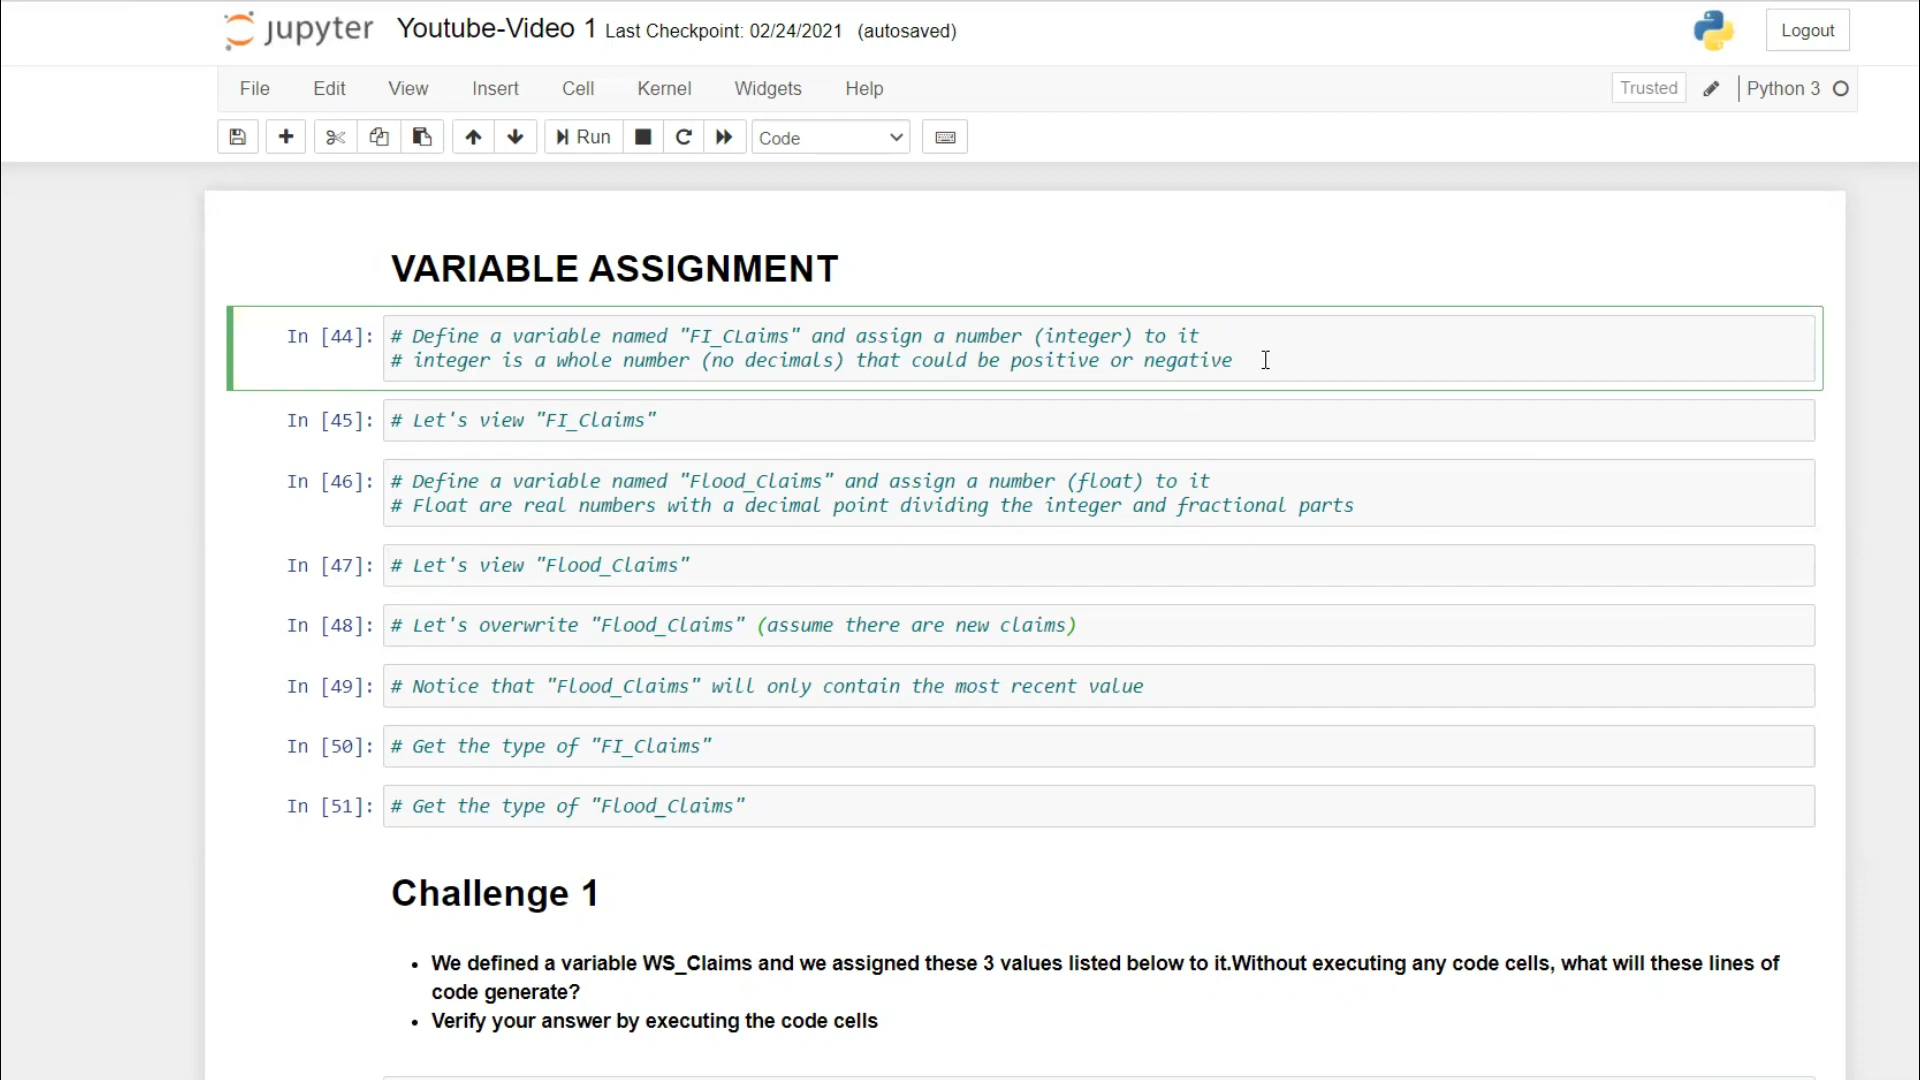 jupyter Youtube-Video 1 Last Checkpoint: 02/24/2021 (autosaved)
Logout
File Edit View Insert Cell Kernel Widgets Help
Trusted Python 3
Run Code
VARIABLE ASSIGNMENT
In [44]: # Define a variable named "FI_CLaims" and assign a number (integer) to it
# integer is a whole number (no decimals) that could be positive or negative
In [45]: # Let's view "FI_Claims"
In [46]: # Define a variable named "Flood_Claims" and assign a number (float) to it
# Float are real numbers with a decimal point dividing the integer and fractional parts
In [47]: # Let's view "Flood_Claims"
In [48]: # Let's overwrite "Flood_Claims" (assume there are new claims)
In [49]: # Notice that "Flood_Claims" will only contain the most recent value
In [50]: # Get the type of "FI_Claims"
In [51]: # Get the type of "Flood_Claims"
Challenge 1
• We defined a variable WS_Claims and we assigned these 3 values listed below to it.Without executing any code cells, what will these lines of
code generate?
• Verify your answer by executing the code cells